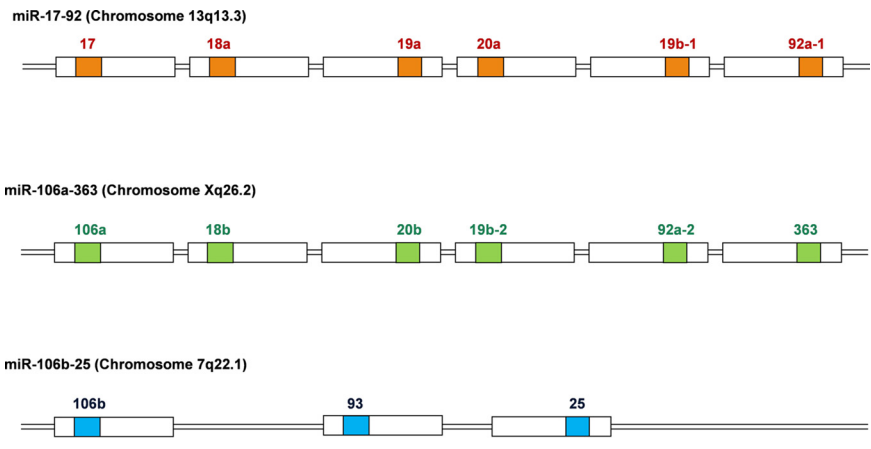 miR-17-92 (Chromosome 13q13.3)
17 18a 19a 20a 19b-1 92a-1
miR-106a-363 (Chromosome Xq26.2)
106a 18b 20b 19b-2 92a-2 363
miR-106b-25 (Chromosome 7q22.1)
106b 93 25